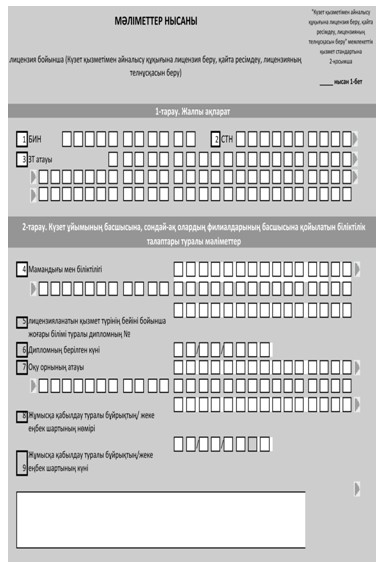 МӘЛІМЕТТЕР НЫСАНЫ
"Күзет қызметімен айналысу
құқығына лицензия беру, қайта
ресімдеу, лицензияның
телнұсқасын беру" мемлекеттік
қызмет стандартына
2-қосымша
____ нысан 1-бет
лицензия бойынша (Күзет қызметімен айналысу құқығына лицензия беру, қайта ресімдеу, лицензияның
телнұсқасын беру)
1-тарау. Жалпы ақпарат
1 БИН
2 СТН
3 ЗТ атауы
2-тарау. Күзет ұйымының басшысына, сондай-ақ олардың филиалдарының басшысына қойылатын біліктілік
талаптары туралы мәліметтер
4 Мамандығы мен біліктілігі
5 лицензияланатын қызмет түрінің бейіні бойынша
жоғары білімі туралы дипломның №
6 Дипломның берілген күні
7 Оқу орнының атауы
8 Жұмысқа қабылдау туралы бұйрықтың/ жеке
еңбек шартының нөмірі
Жұмысқа қабылдау туралы бұйрықтың/жеке
9 еңбек шартының күні